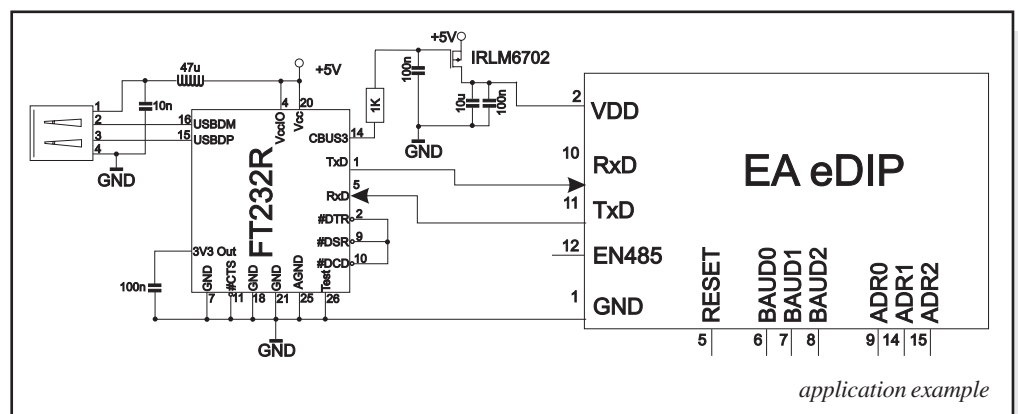 +5V
IRLM6702
100n
1K
10u
100n
GND
47u
+5V
10n
1
2
3
4
GND
16 USBDM
15 USBDP
4
VccIO
20
Vcc
CBUS3 14
TxD 1
RxD 5
#DTR 2
#DSR 9
#DCD 10
FT232R
3V3 Out
100n
GND
7
#CTS
11
GND
18
GND
21
AGND
25
Test
26
GND
EA eDIP
2 VDD
10 RxD
11 TxD
12 EN485
1 GND
RESET
5
BAUD0
6
BAUD1
7
BAUD2
8
ADR0
9
ADR1
14
ADR2
15
application example